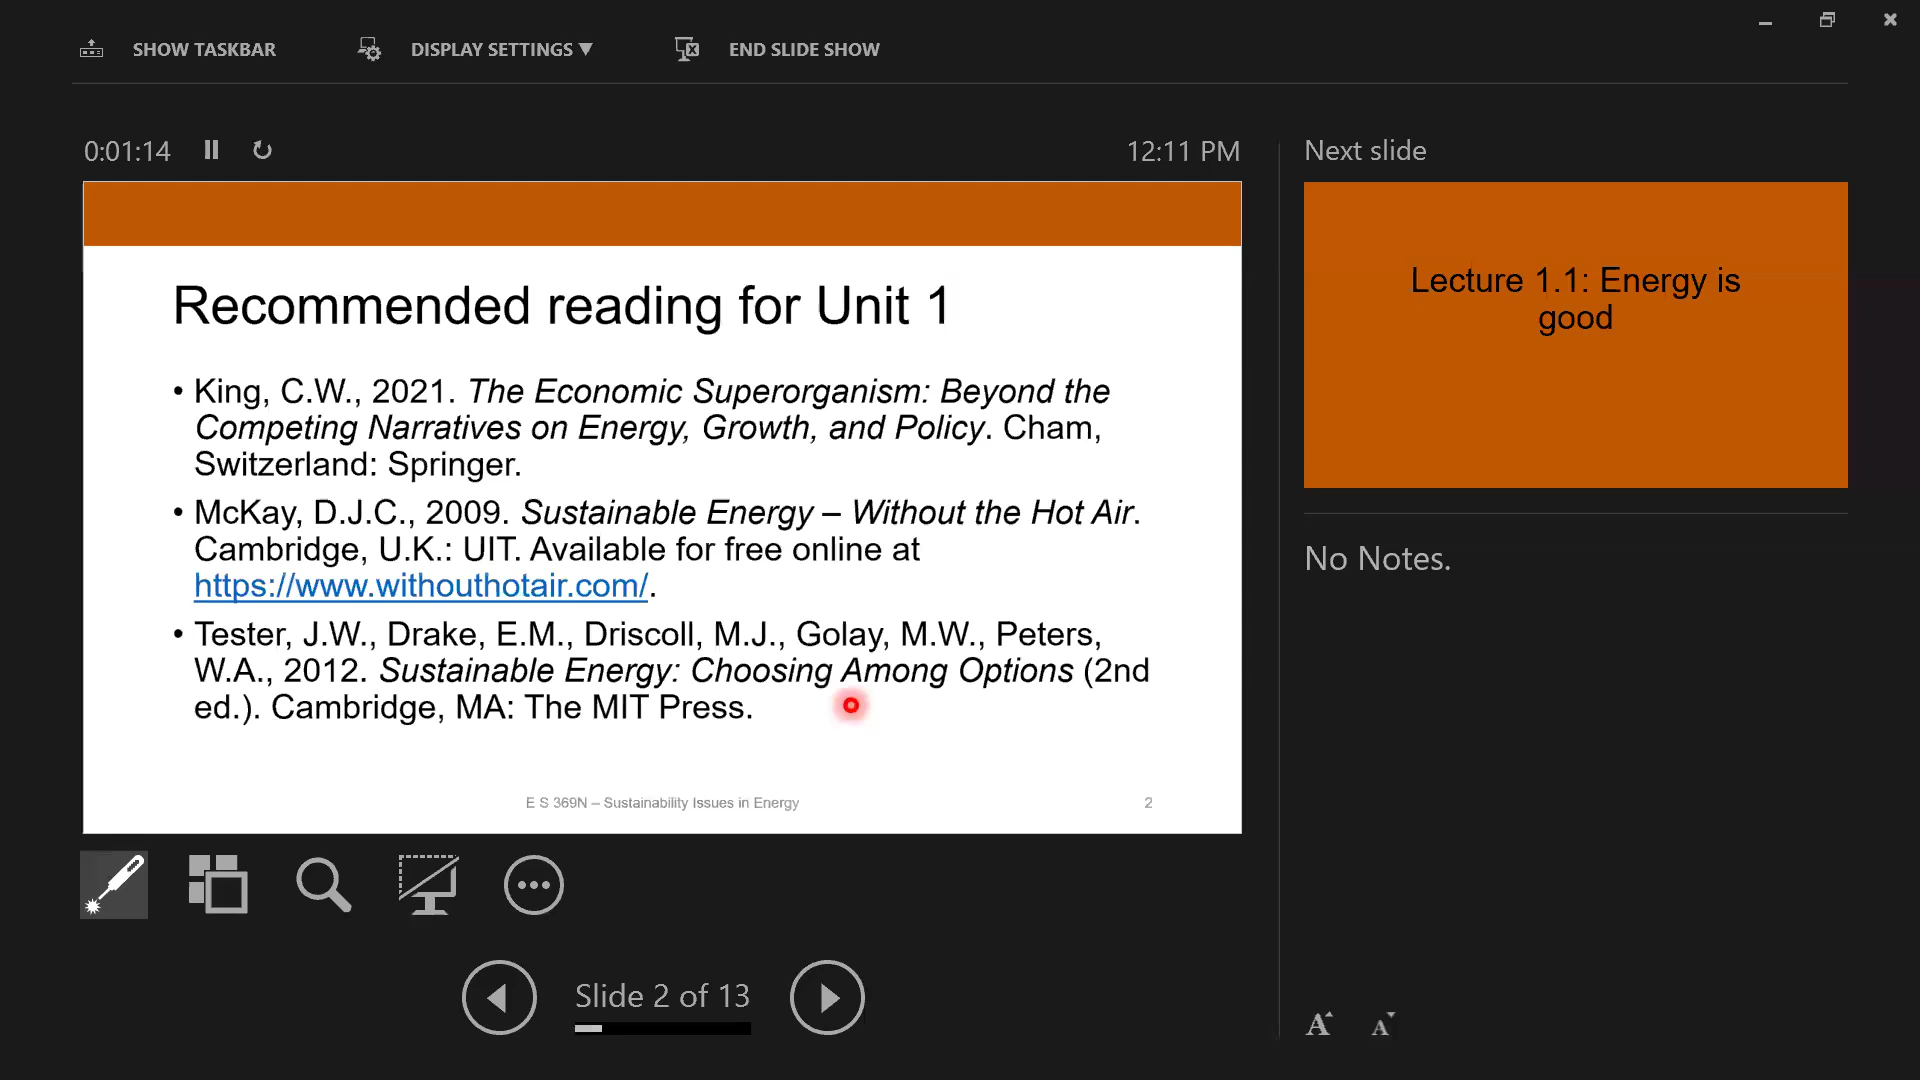 SHOW TASKBAR
DISPLAY SETTINGS ▼
END SLIDE SHOW
0:01:14
12:11 PM
Recommended reading for Unit 1
• King, C.W., 2021. The Economic Superorganism: Beyond the
Competing Narratives on Energy, Growth, and Policy. Cham,
Switzerland: Springer.
• McKay, D.J.C., 2009. Sustainable Energy – Without the Hot Air.
Cambridge, U.K.: UIT. Available for free online at
https://www.withouthotair.com/.
• Tester, J.W., Drake, E.M., Driscoll, M.J., Golay, M.W., Peters,
W.A., 2012. Sustainable Energy: Choosing Among Options (2nd
ed.). Cambridge, MA: The MIT Press.
E S 369N – Sustainability Issues in Energy
2
Slide 2 of 13
Next slide
Lecture 1.1: Energy is
good
No Notes.
A A